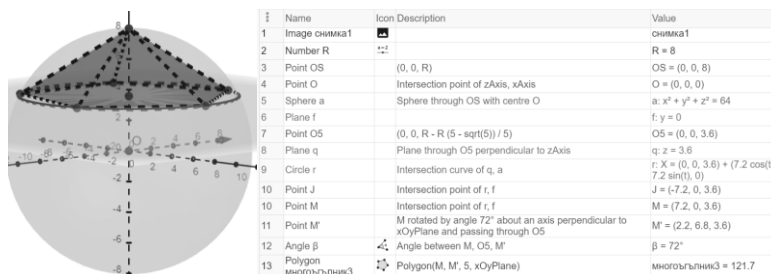 Name Icon Description Value
1 Image снимка1 снимка1
2 Number R R = 8
3 Point OS (0, 0, R) OS = (0, 0, 8)
4 Point O Intersection point of zAxis, xAxis O = (0, 0, 0)
5 Sphere a Sphere through OS with centre O a: x² + y² + z² = 64
6 Plane f f: y = 0
7 Point O5 (0, 0, R - R (5 - sqrt(5)) / 5) O5 = (0, 0, 3.6)
8 Plane q Plane through O5 perpendicular to zAxis q: z = 3.6
9 Circle r Intersection curve of q, a r: X = (0, 0, 3.6) + (7.2 cos(t
7.2 sin(t), 0)
10 Point J Intersection point of r, f J = (-7.2, 0, 3.6)
10 Point M Intersection point of r, f M = (7.2, 0, 3.6)
11 Point M' M rotated by angle 72° about an axis perpendicular to
xOyPlane and passing through O5 M' = (2.2, 6.8, 3.6)
12 Angle β Angle between M, O5, M' β = 72°
13 Polygon
многоъгълник3 Polygon(M, M', 5, xOyPlane) многоъгълник3 = 121.7
8
2
O
-10 -8 -6 -4
4 6 8 10
-2
-4
-6
-8